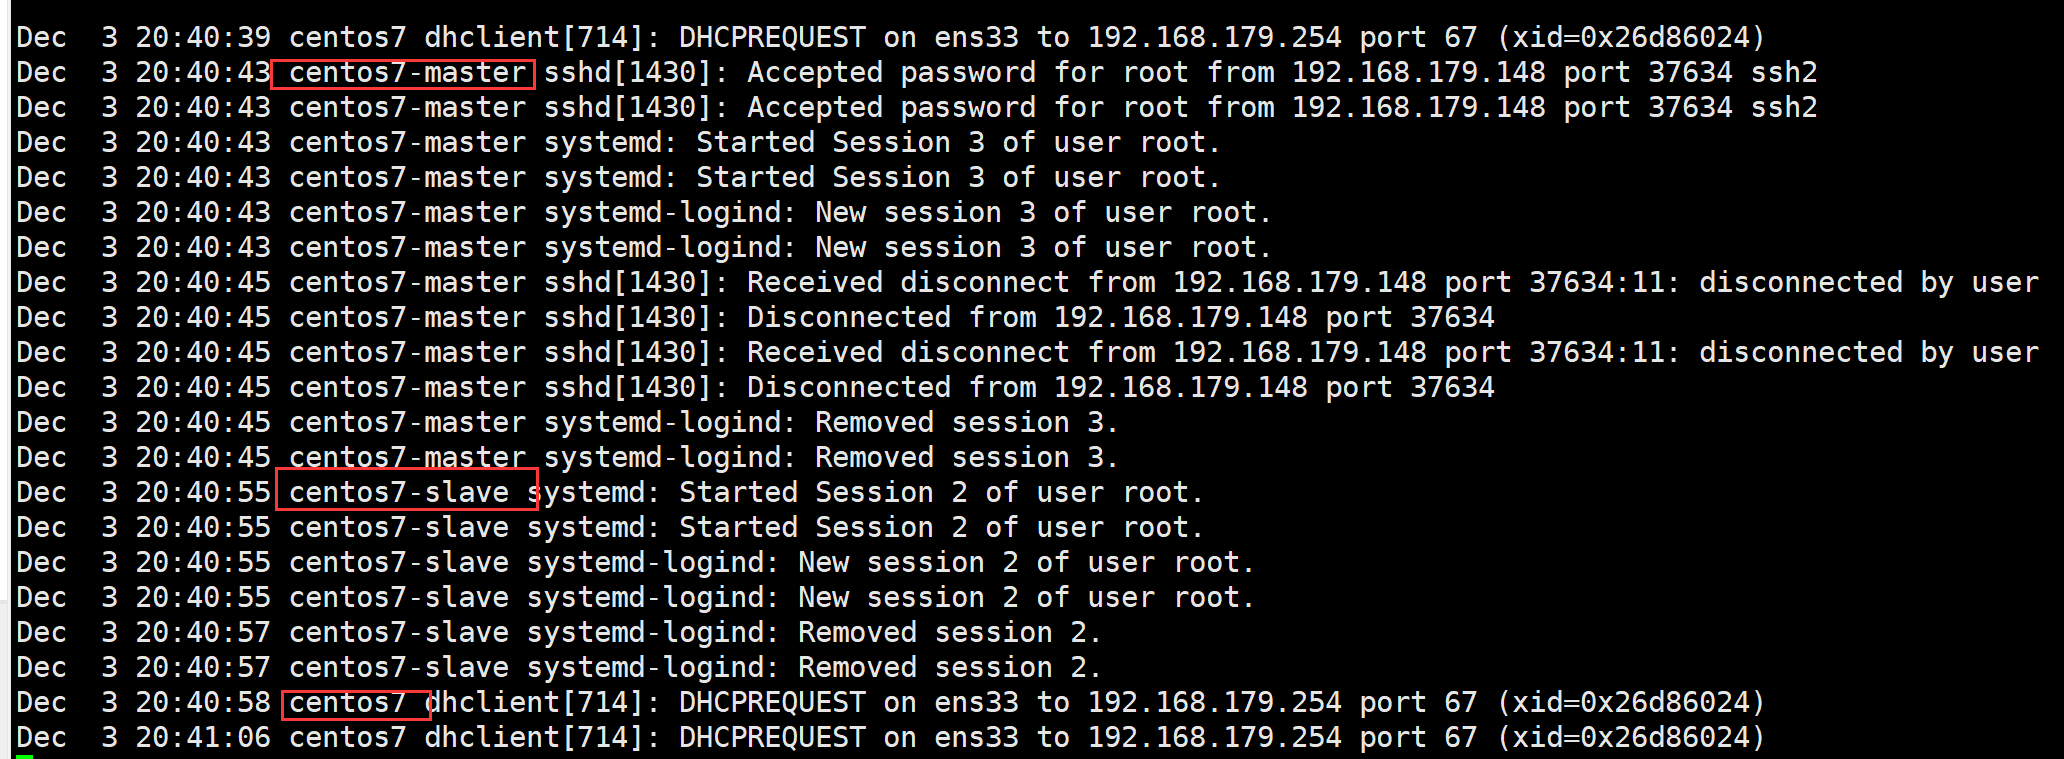 Dec  3 20:40:39 centos7 dhclient[714]: DHCPREQUEST on ens33 to 192.168.179.254 port 67 (xid=0x26d86024)
Dec  3 20:40:43 centos7-master sshd[1430]: Accepted password for root from 192.168.179.148 port 37634 ssh2
Dec  3 20:40:43 centos7-master sshd[1430]: Accepted password for root from 192.168.179.148 port 37634 ssh2
Dec  3 20:40:43 centos7-master systemd: Started Session 3 of user root.
Dec  3 20:40:43 centos7-master systemd: Started Session 3 of user root.
Dec  3 20:40:43 centos7-master systemd-logind: New session 3 of user root.
Dec  3 20:40:43 centos7-master systemd-logind: New session 3 of user root.
Dec  3 20:40:45 centos7-master sshd[1430]: Received disconnect from 192.168.179.148 port 37634:11: disconnected by user
Dec  3 20:40:45 centos7-master sshd[1430]: Disconnected from 192.168.179.148 port 37634
Dec  3 20:40:45 centos7-master sshd[1430]: Received disconnect from 192.168.179.148 port 37634:11: disconnected by user
Dec  3 20:40:45 centos7-master sshd[1430]: Disconnected from 192.168.179.148 port 37634
Dec  3 20:40:45 centos7-master systemd-logind: Removed session 3.
Dec  3 20:40:45 centos7-master systemd-logind: Removed session 3.
Dec  3 20:40:55 centos7-slave systemd: Started Session 2 of user root.
Dec  3 20:40:55 centos7-slave systemd: Started Session 2 of user root.
Dec  3 20:40:55 centos7-slave systemd-logind: New session 2 of user root.
Dec  3 20:40:55 centos7-slave systemd-logind: New session 2 of user root.
Dec  3 20:40:57 centos7-slave systemd-logind: Removed session 2.
Dec  3 20:40:57 centos7-slave systemd-logind: Removed session 2.
Dec  3 20:40:58 centos7 dhclient[714]: DHCPREQUEST on ens33 to 192.168.179.254 port 67 (xid=0x26d86024)
Dec  3 20:41:06 centos7 dhclient[714]: DHCPREQUEST on ens33 to 192.168.179.254 port 67 (xid=0x26d86024)